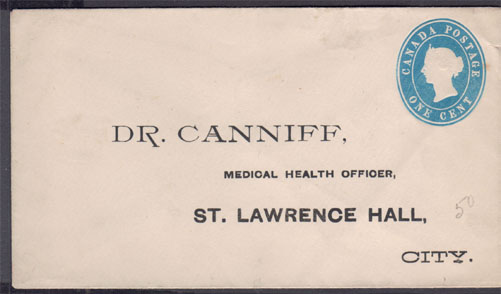 CANADA POSTAGE
ONE CENT
DR. CANNIFF,
MEDICAL HEALTH OFFICER,
ST. LAWRENCE HALL,
50
CITY.